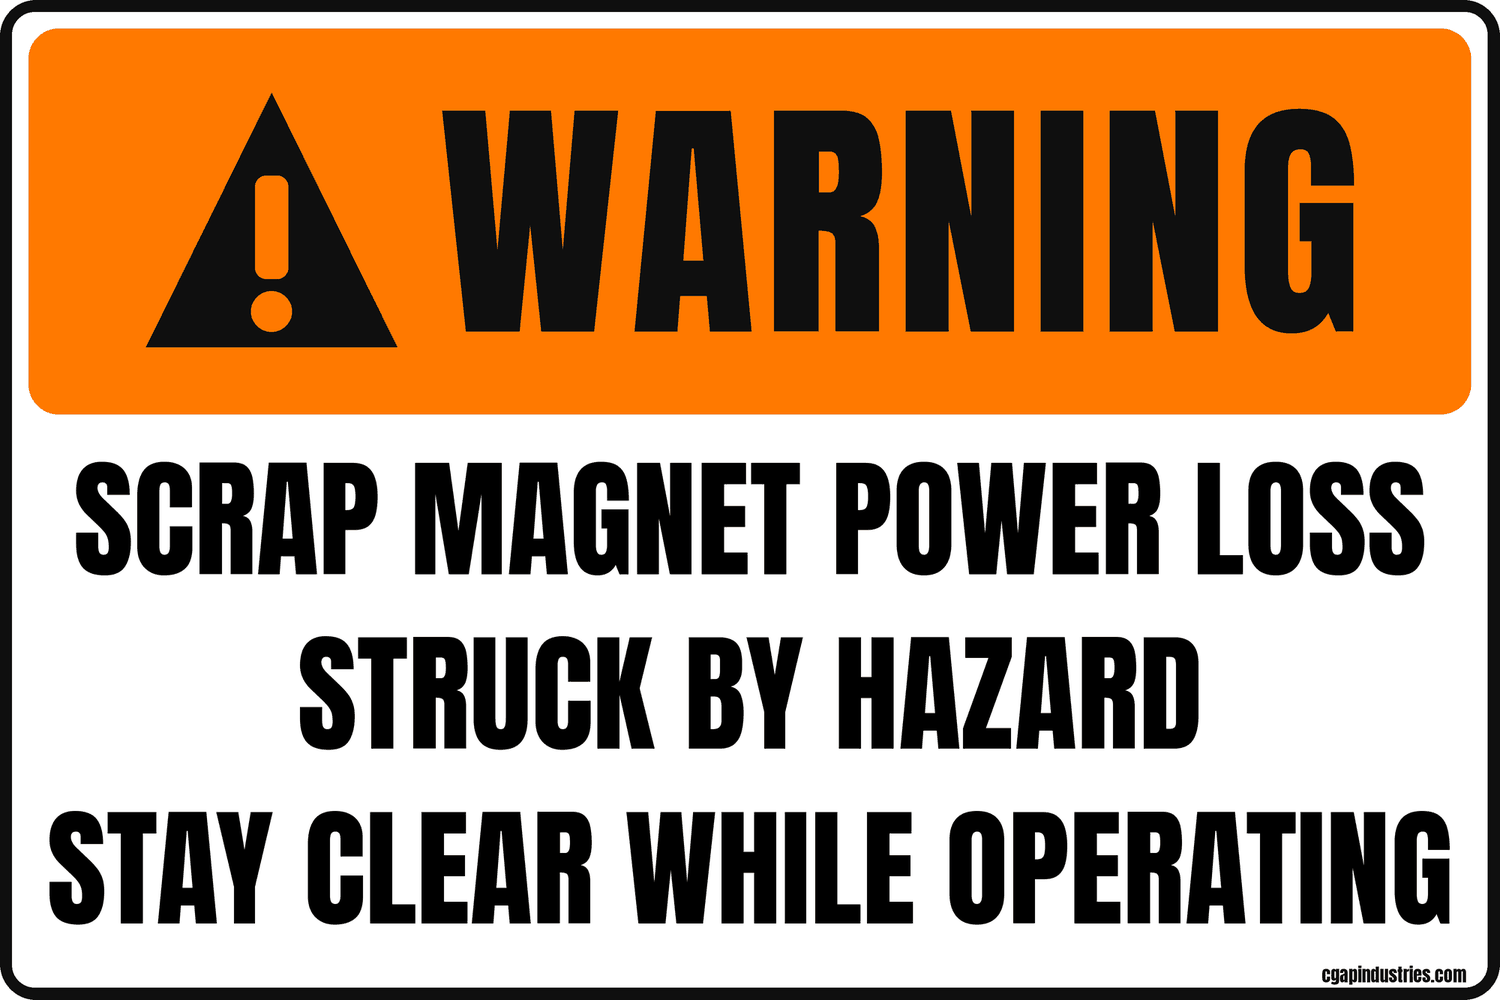 WARNING
SCRAP MAGNET POWER LOSS
STRUCK BY HAZARD
STAY CLEAR WHILE OPERATING
cgapindustries.com